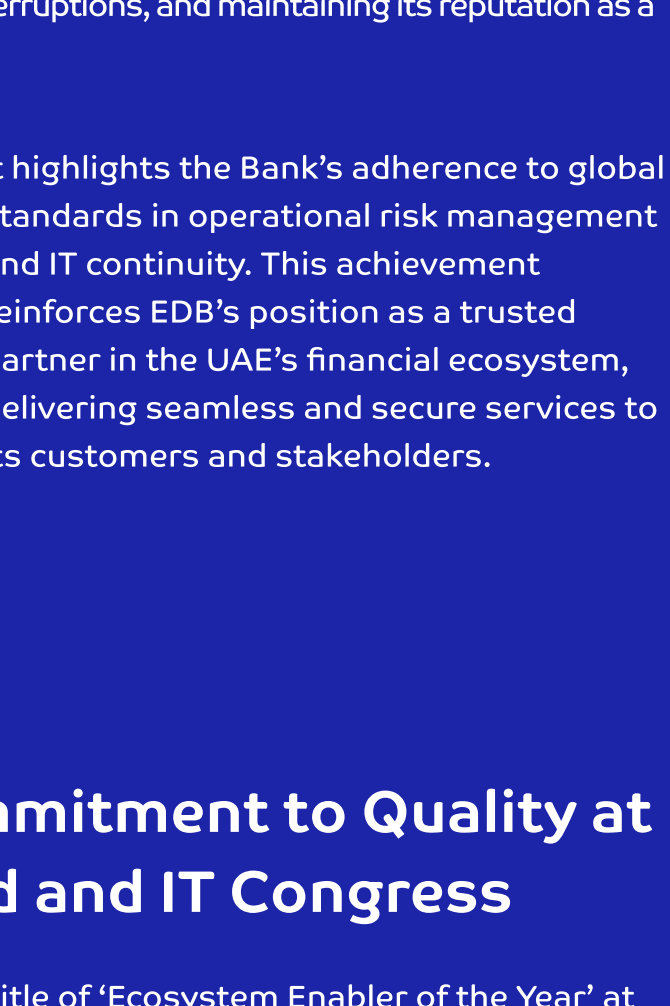 erruptions, and maintaining its reputation as a
highlights the Bank's adherence to global
tandards in operational risk management
nd IT continuity. This achievement
einforces EDB's position as a trusted
artner in the UAE's financial ecosystem,
elivering seamless and secure services to
ts customers and stakeholders.
mmitment to Quality at
d and IT Congress
itle of ‘Ecosystem Enabler of the Year’ at